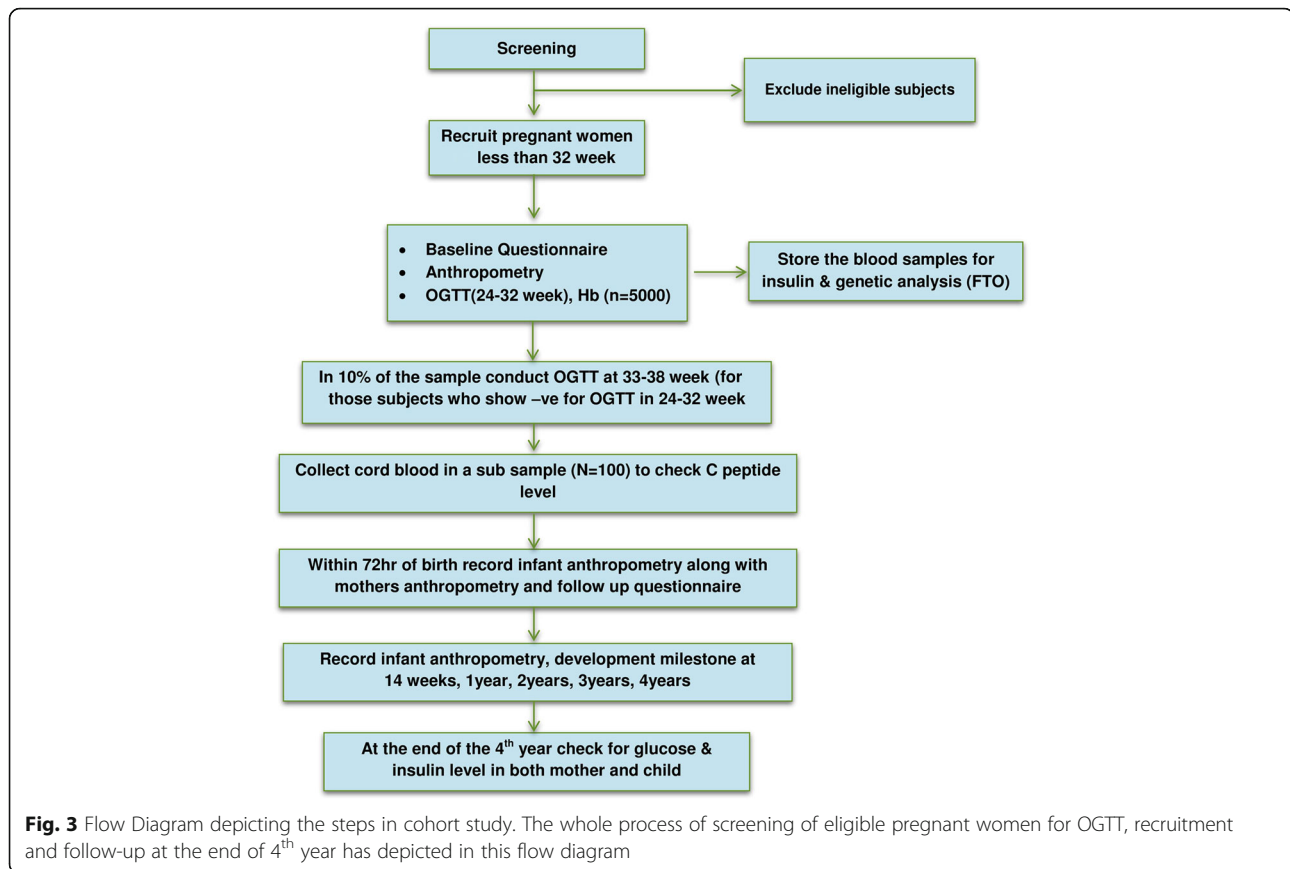 Screening
Exclude ineligible subjects
Recruit pregnant women
less than 32 week
• Baseline Questionnaire
• Anthropometry
• OGTT(24-32 week), Hb (n=5000)
Store the blood samples for
insulin & genetic analysis (FTO)
In 10% of the sample conduct OGTT at 33-38 week (for
those subjects who show –ve for OGTT in 24-32 week
Collect cord blood in a sub sample (N=100) to check C peptide
level
Within 72hr of birth record infant anthropometry along with
mothers anthropometry and follow up questionnaire
Record infant anthropometry, development milestone at
14 weeks, 1year, 2years, 3years, 4years
At the end of the 4th year check for glucose &
insulin level in both mother and child
Fig. 3 Flow Diagram depicting the steps in cohort study. The whole process of screening of eligible pregnant women for OGTT, recruitment
and follow-up at the end of 4th year has depicted in this flow diagram